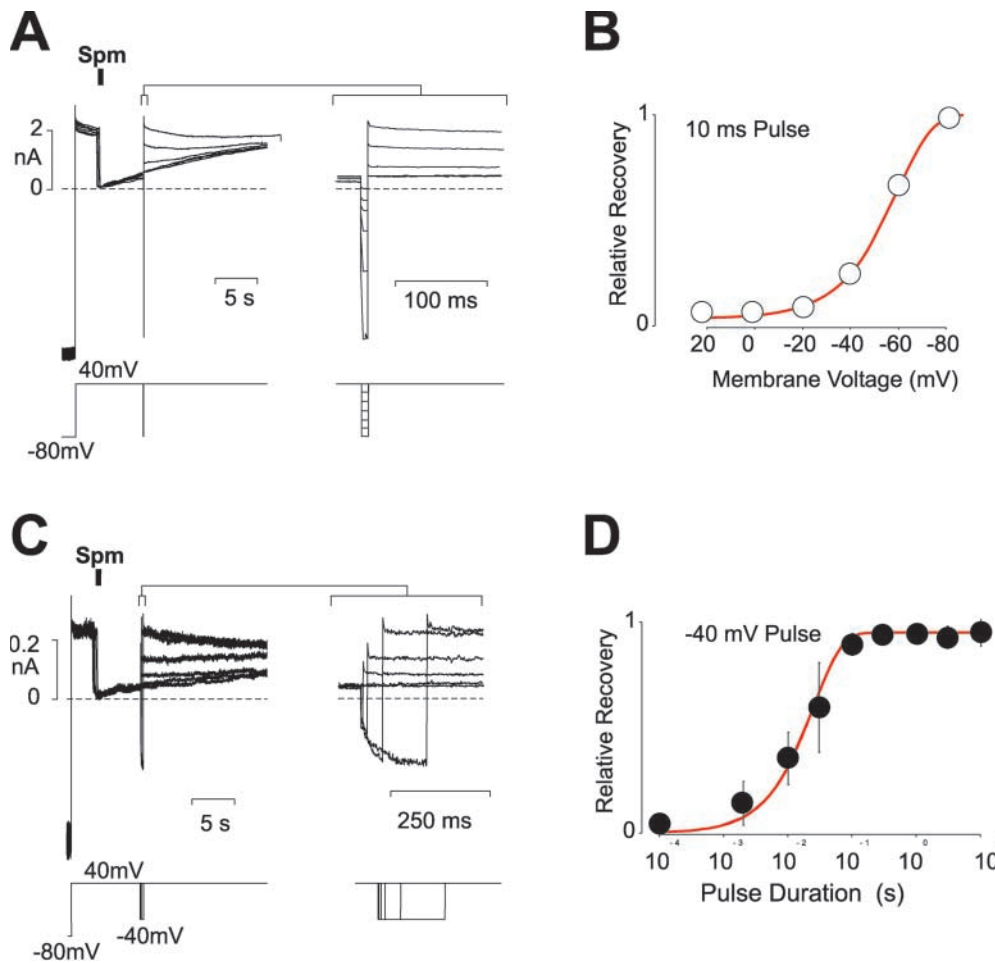 A
Spm
2
nA
0
5 s
100 ms
40mV
-80mV
B
1
10 ms Pulse
Relative Recovery
0
20 0 -20 -40 -60 -80
Membrane Voltage (mV)
C
Spm
0.2
nA
0
5 s
250 ms
40mV
-40mV
-80mV
D
1
-40 mV Pulse
Relative Recovery
0
10 -4 10 -3 10 -2 10 -1 10 0 10
Pulse Duration (s)